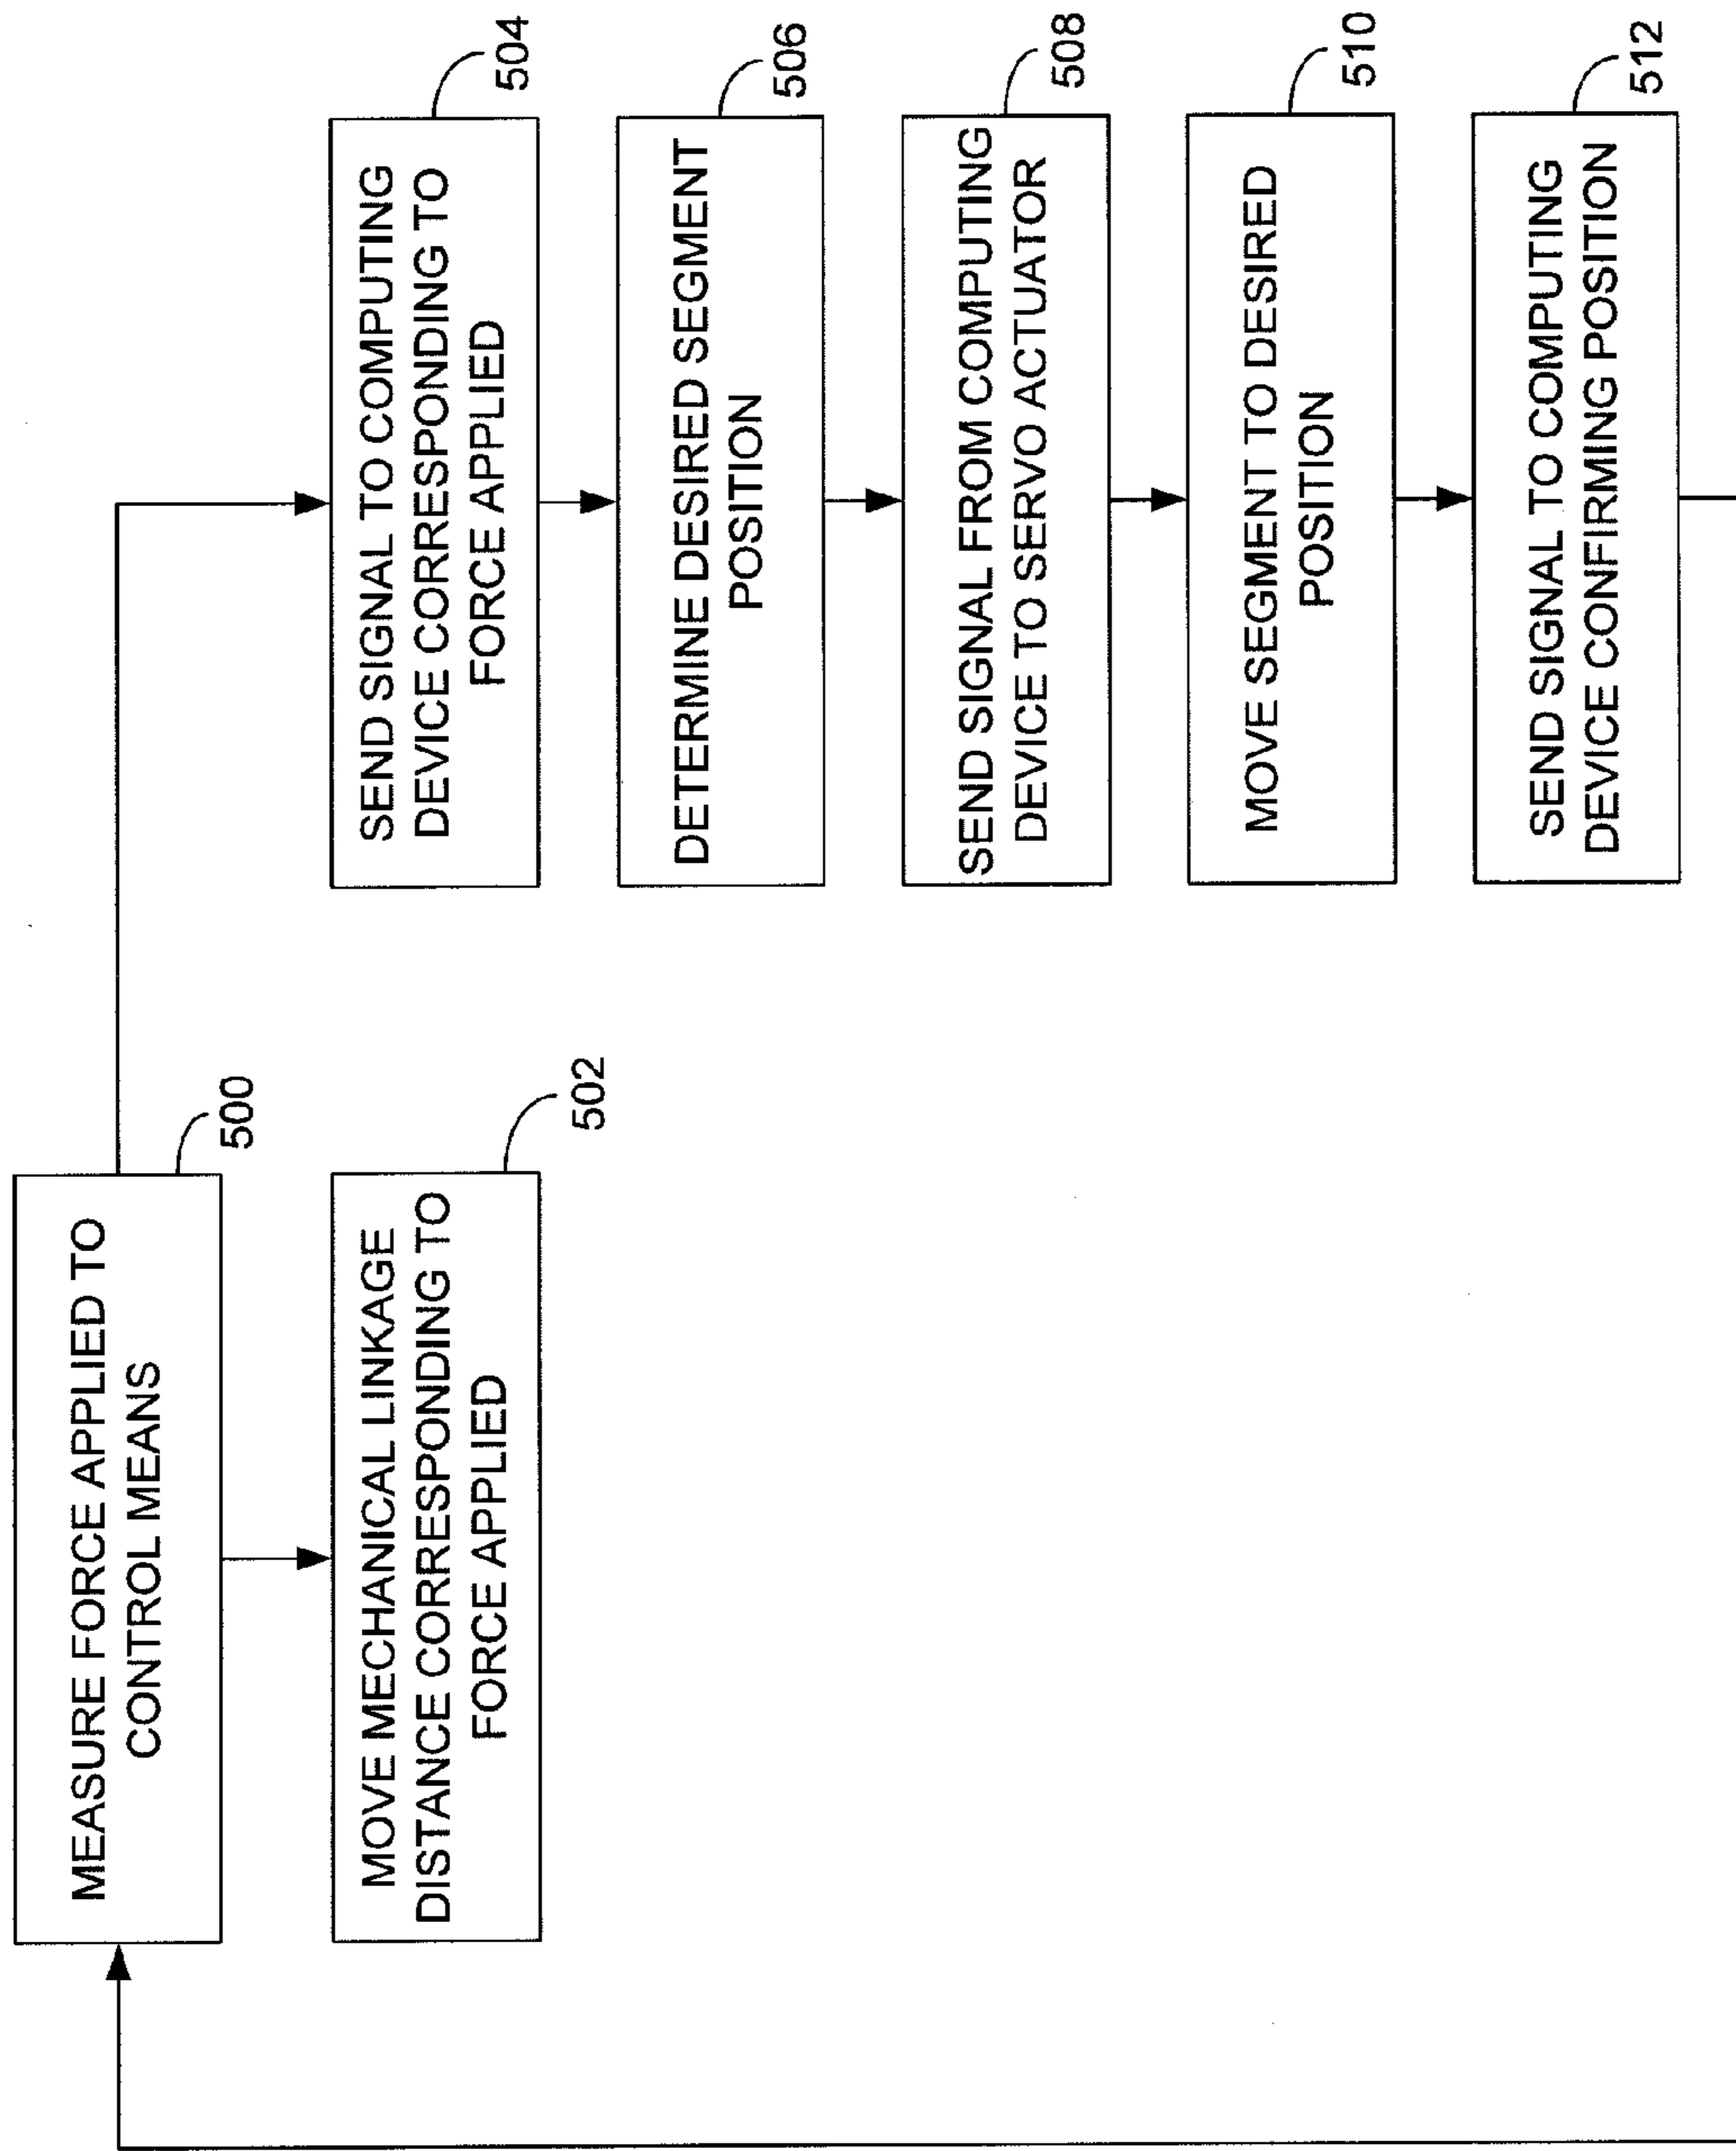 MEASURE FORCE APPLIED TO
CONTROL MEANS
500
MOVE MECHANICAL LINKAGE
DISTANCE CORRESPONDING TO
FORCE APPLIED
502
SEND SIGNAL TO COMPUTING
DEVICE CORRESPONDING TO
FORCE APPLIED
504
DETERMINE DESIRED SEGMENT
POSITION
506
SEND SIGNAL FROM COMPUTING
DEVICE TO SERVO ACTUATOR
508
MOVE SEGMENT TO DESIRED
POSITION
510
SEND SIGNAL TO COMPUTING
DEVICE CONFIRMING POSITION
512